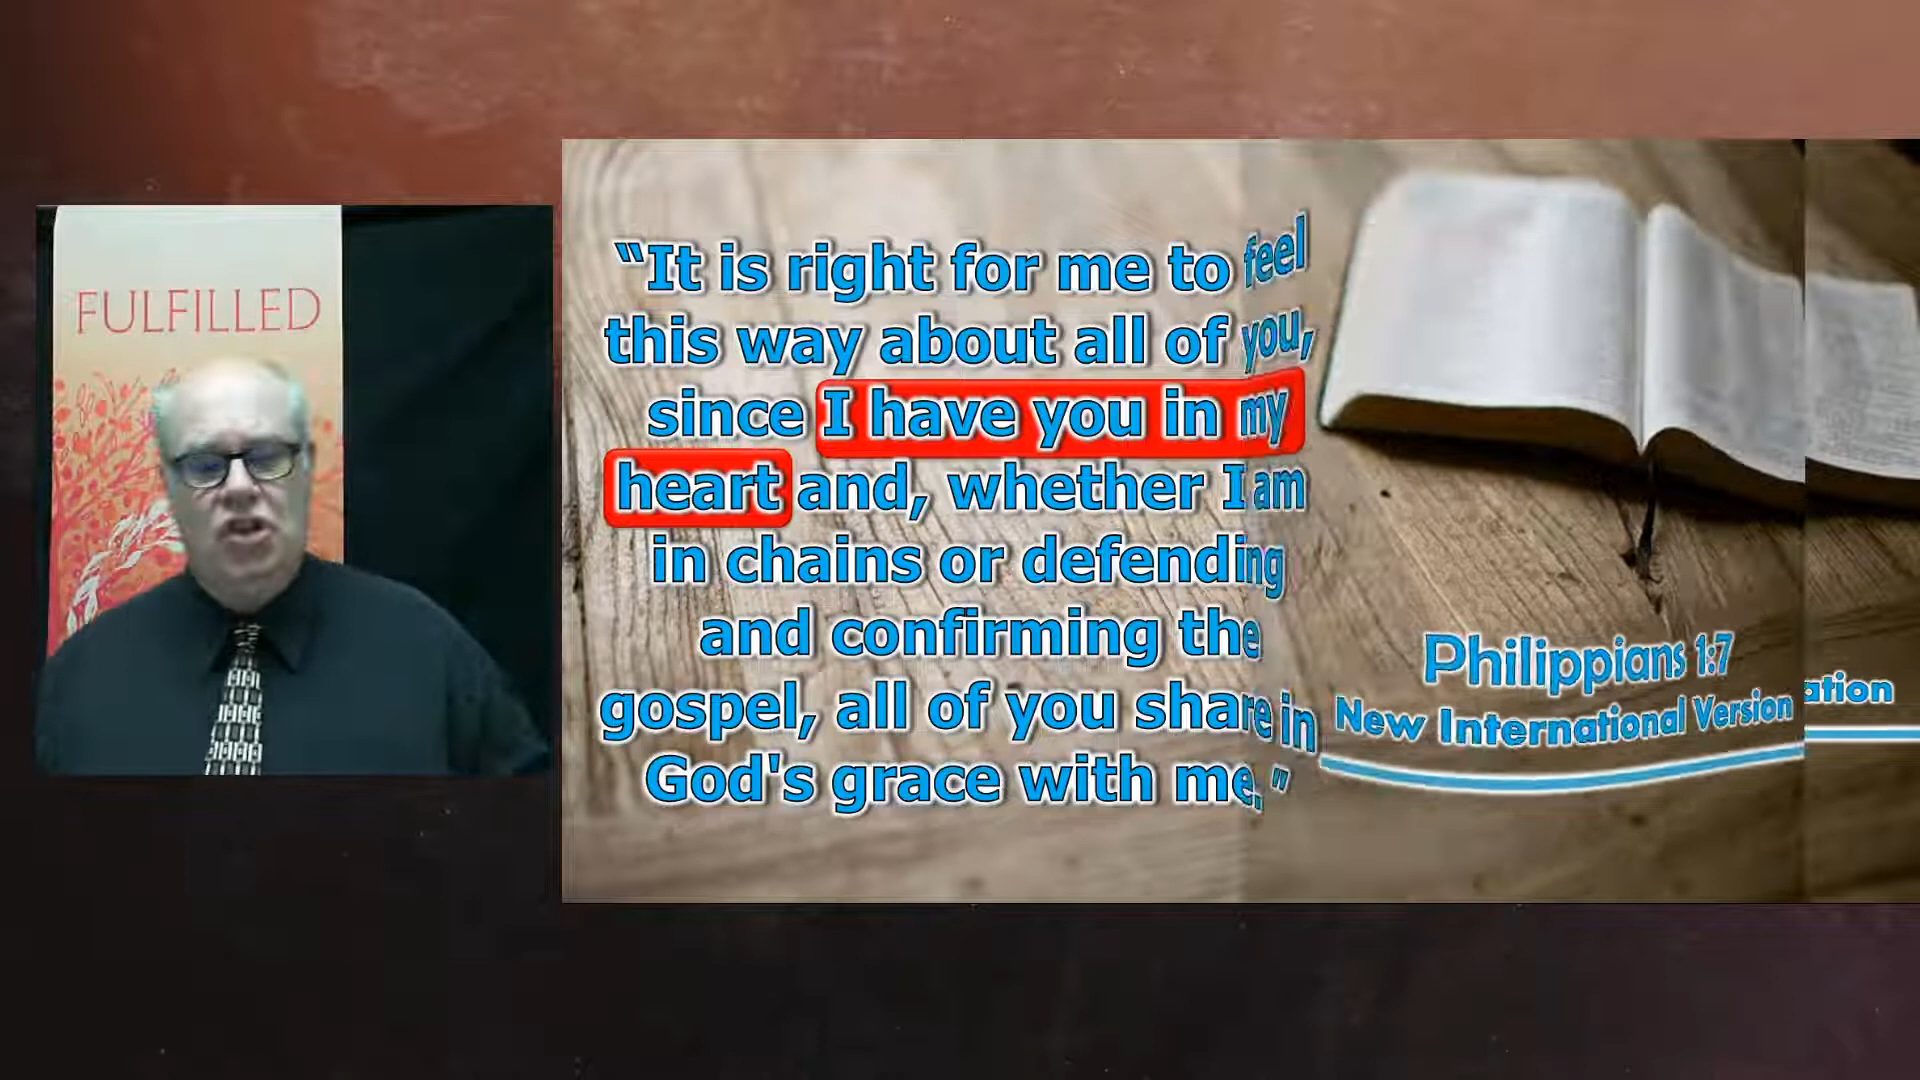 FULFILLED
“It is right for me to feel
this way about all of you,
since I have you in my
heart and, whether I am
in chains or defending
and confirming the
gospel, all of you share in
God's grace with me.”
Philippians 1:7
New International Version
ation